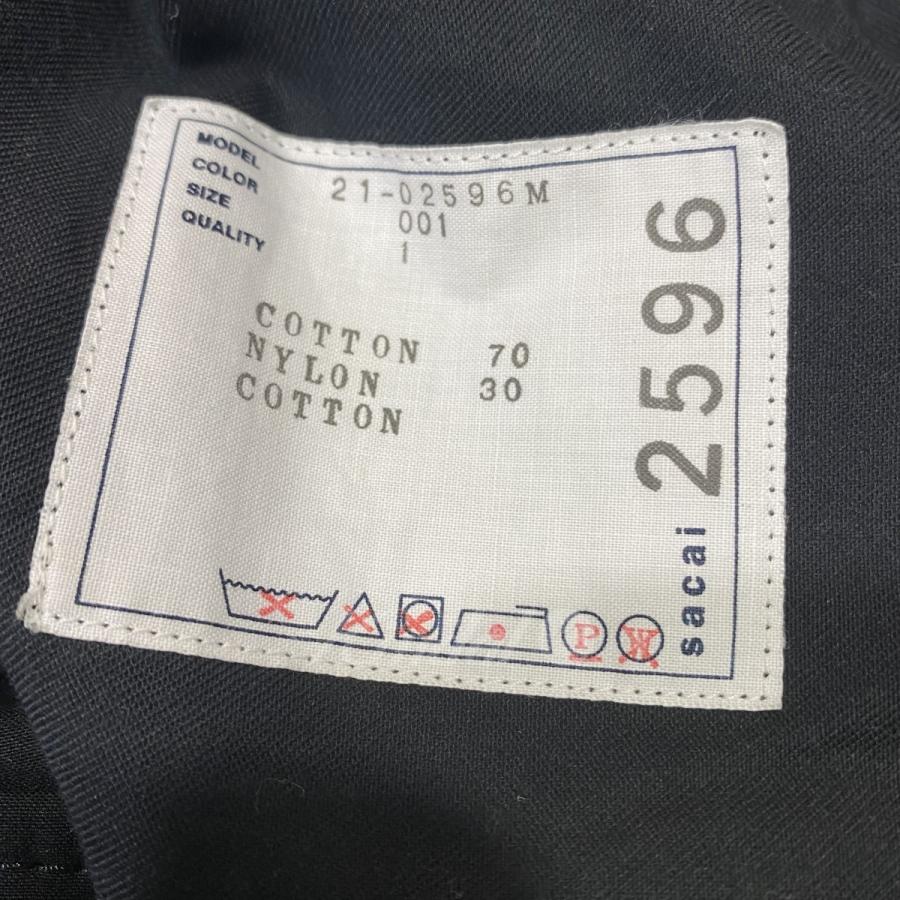 MODEL 21-02596M
COLOR 001
SIZE 1
QUALITY
COTTON 70
NYLON 30
COTTON
P
W
sacai 2596